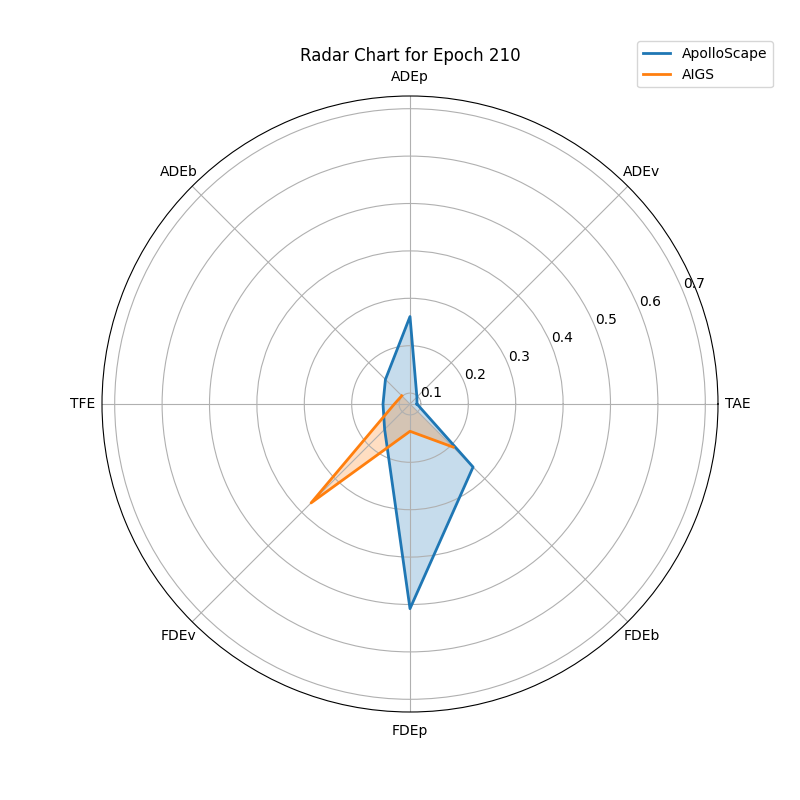 Radar Chart for Epoch 210
ApolloScape
AIGS
ADEp
ADEb
ADEv
0.7
0.6
0.5
0.4
0.3
0.2
0.1
TFE
TAE
FDEv
FDEb
FDEp